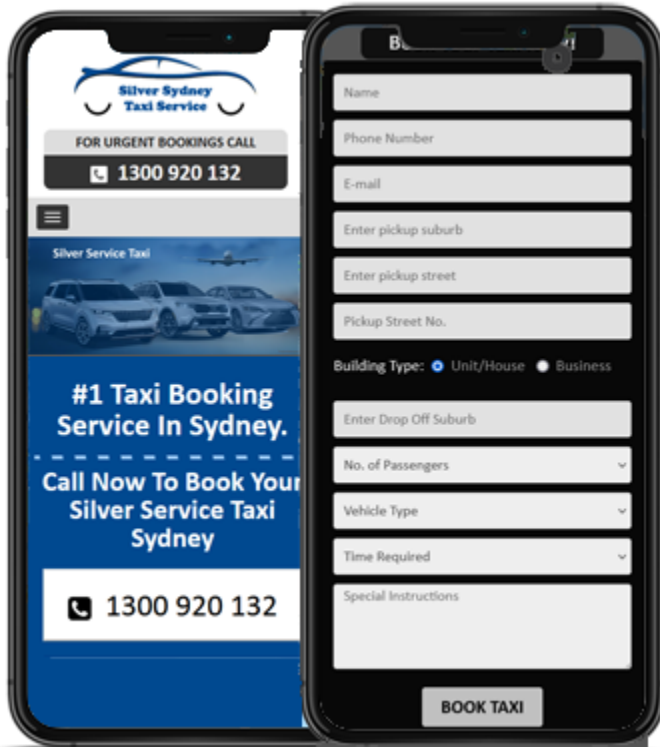 Silver Sydney
Taxi Service
FOR URGENT BOOKINGS CALL
1300 920 132
Silver Service Taxi
#1 Taxi Booking
Service In Sydney.
Call Now To Book Your
Silver Service Taxi
Sydney
1300 920 132
Name
Phone Number
E-mail
Enter pickup suburb
Enter pickup street
Pickup Street No.
Building Type: Unit/House Business
Enter Drop Off Suburb
No. of Passengers
Vehicle Type
Time Required
Special Instructions
BOOK TAXI